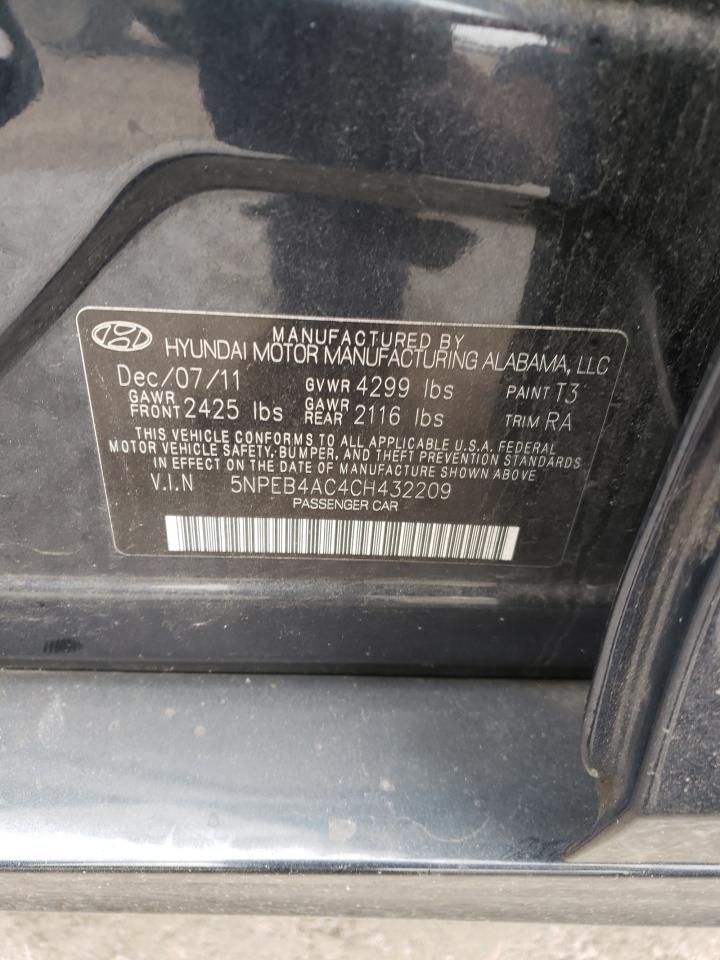 MANUFACTURED BY
HYUNDAI MOTOR MANUFACTURING ALABAMA, LLC
Dec/07/11 GVWR 4299 lbs PAINT T3
GAWR FRONT 2425 lbs GAWR REAR 2116 lbs TRIM RA
THIS VEHICLE CONFORMS TO ALL APPLICABLE U.S.A. FEDERAL
MOTOR VEHICLE SAFETY, BUMPER, AND THEFT PREVENTION STANDARDS
IN EFFECT ON THE DATE OF MANUFACTURE SHOWN ABOVE
V.I.N 5NPEB4AC4CH432209
PASSENGER CAR